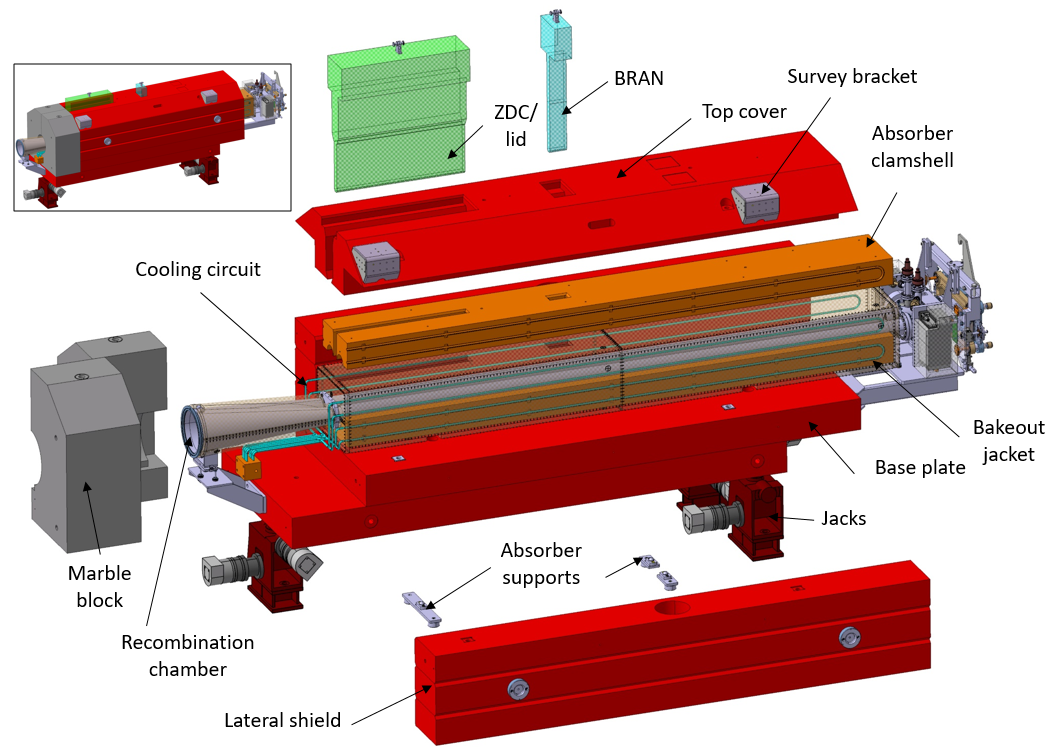 BRAN
Survey bracket
ZDC/
lid
Top cover
Absorber
clamshell
Cooling circuit
Bakeout
jacket
Base plate
Jacks
Absorber
supports
Marble
block
Recombination
chamber
Lateral shield